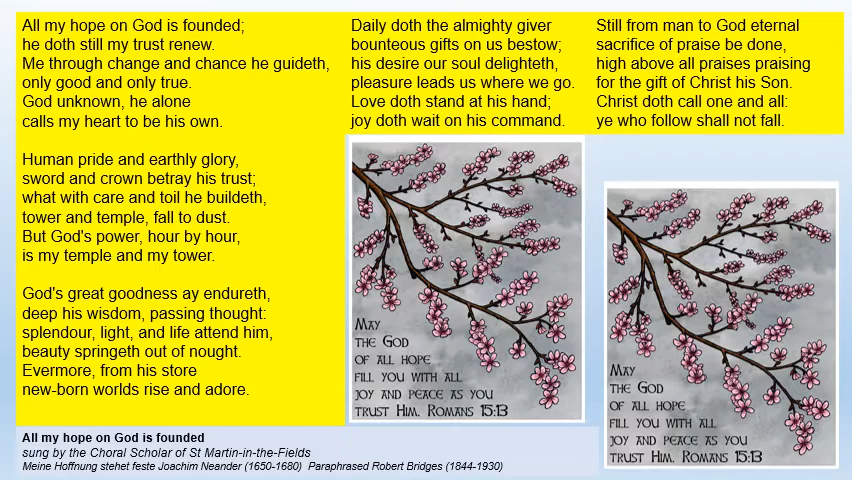 All my hope on God is founded;
he doth still my trust renew.
Me through change and chance he guideth,
only good and only true.
God unknown, he alone
calls my heart to be his own.
Human pride and earthly glory,
sword and crown betray his trust;
what with care and toil he buildeth,
tower and temple, fall to dust.
But God's power, hour by hour,
is my temple and my tower.
God's great goodness ay endureth,
deep his wisdom, passing thought:
splendour, light, and life attend him,
beauty springeth out of nought.
Evermore, from his store
new-born worlds rise and adore.
Daily doth the almighty giver
bounteous gifts on us bestow;
his desire our soul delighteth,
pleasure leads us where we go.
Love doth stand at his hand;
joy doth wait on his command.
Still from man to God eternal
sacrifice of praise be done,
high above all praises praising
for the gift of Christ his Son.
Christ doth call one and all:
ye who follow shall not fall.
May
the God
of all hope
fill you with all
joy and peace as you
trust Him. Romans 15:13
May
the God
of all hope
fill you with all
joy and peace as you
trust Him. Romans 15:13
All my hope on God is founded
sung by the Choral Scholar of St Martin-in-the-Fields
Meine Hoffnung stehet feste Joachim Neander (1650-1680) Paraphrased Robert Bridges (1844-1930)